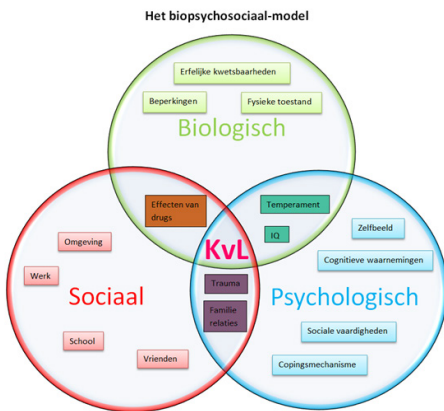 Het biopsychosociaal-model
Erfelijke kwetsbaarheden
Beperkingen
Fysieke toestand
Biologisch
Effecten van
drugs
Temperament
IQ
KvL
Zelfbeeld
Omgeving
Cognitieve waarnemingen
Werk
Trauma
Sociaal
Psychologisch
Familie
relaties
Sociale vaardigheden
School
Vrienden
Copingsmechanisme